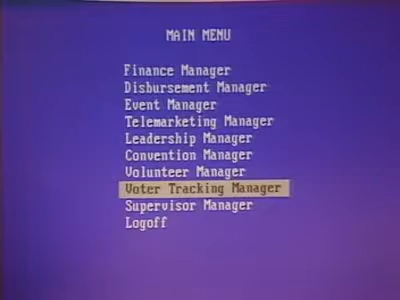 MAIN MENU
Finance Manager
Disbursement Manager
Event Manager
Telemarketing Manager
Leadership Manager
Convention Manager
Volunteer Manager
Voter Tracking Manager
Supervisor Manager
Logoff